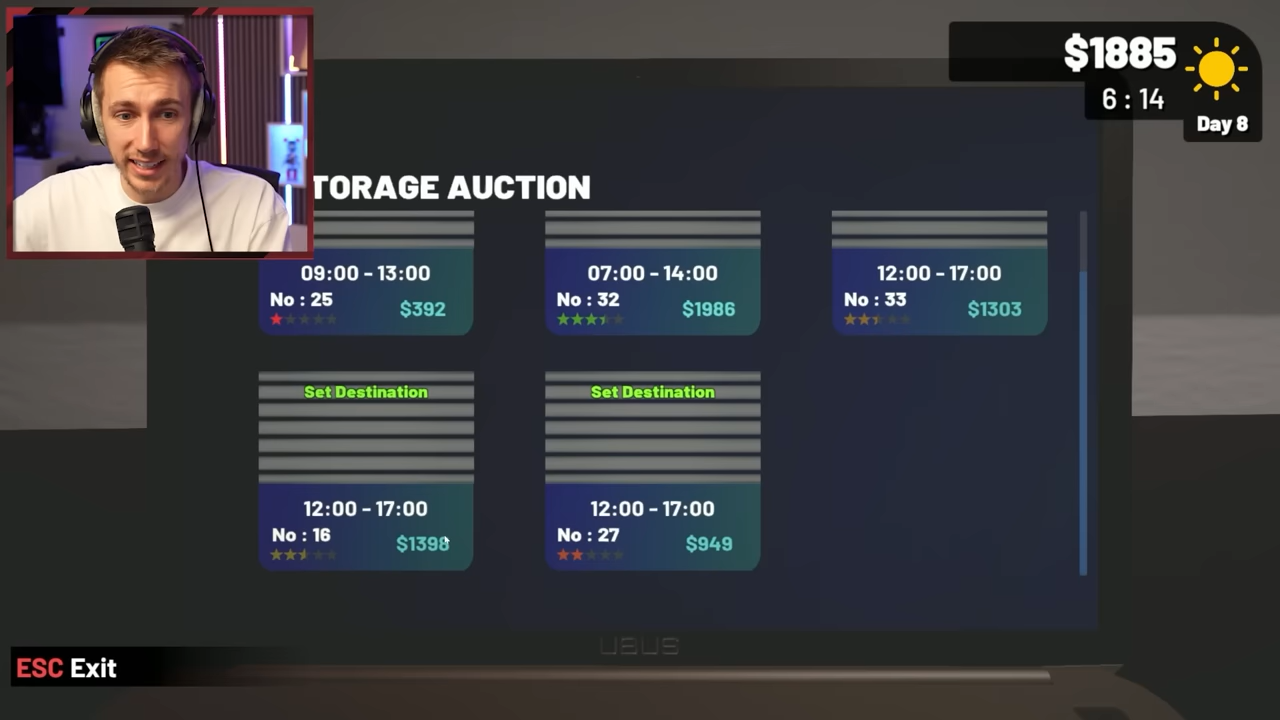 $1885
6 : 14
Day 8
TORAGE AUCTION
09:00 - 13:00
No : 25
$392
07:00 - 14:00
No : 32
$1986
12:00 - 17:00
No : 33
$1303
Set Destination
12:00 - 17:00
No : 16
$1398
Set Destination
12:00 - 17:00
No : 27
$949
UBUS
ESC Exit